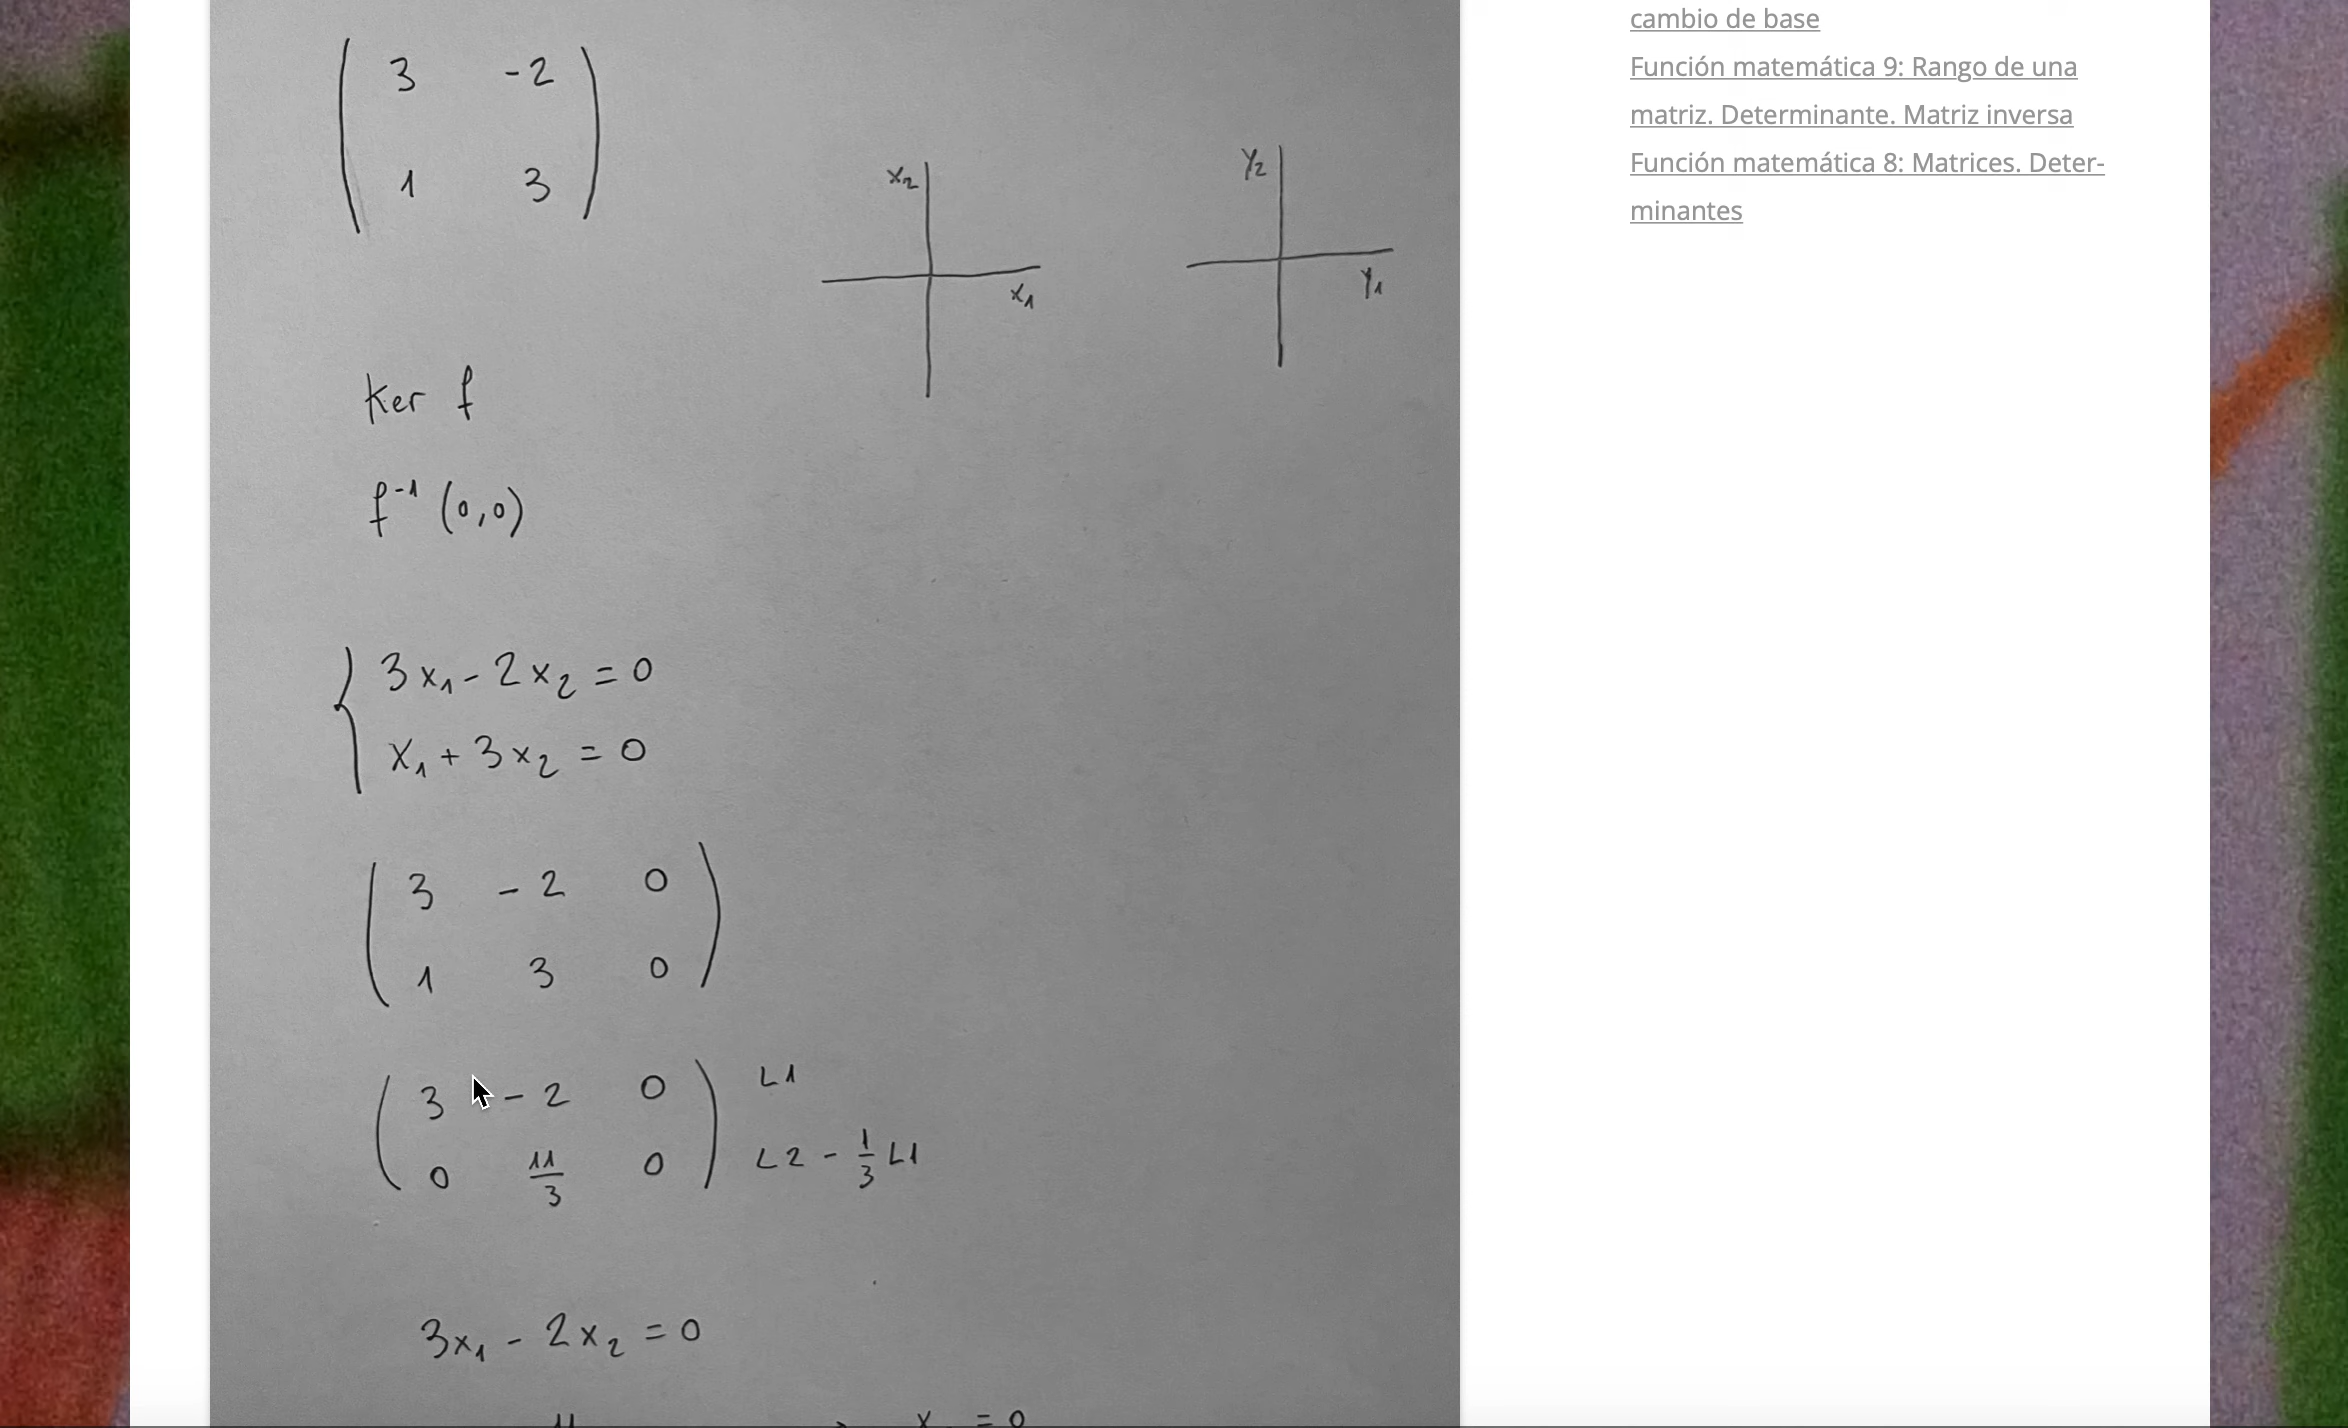 3 -2
1 3
x₂
x₁
y₂
y₁
Ker f
f⁻¹ (0,0)
3x₁ - 2x₂ = 0
x₁ + 3x₂ = 0
3 -2 0
1 3 0
3 -2 0 L1
0 11/3 0 L2 - 1/3 L1
3x₁ - 2x₂ = 0
cambio de base
Función matemática 9: Rango de una
matriz. Determinante. Matriz inversa
Función matemática 8: Matrices. Deter-
minantes